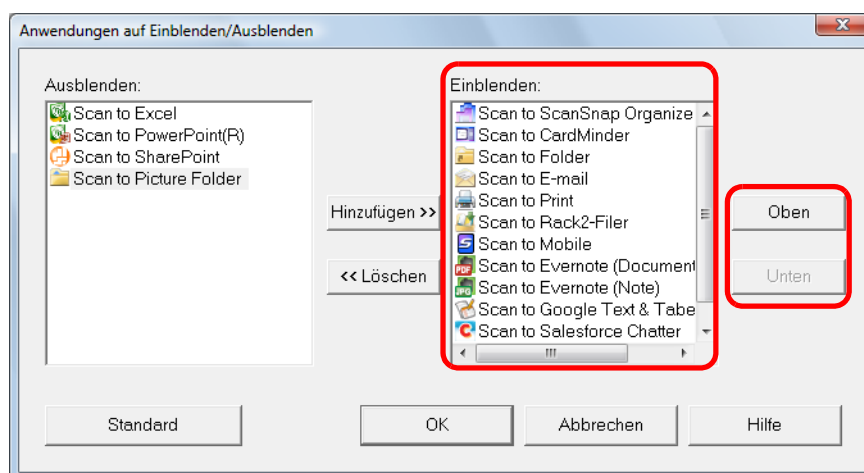 Anwendungen auf Einblenden/Ausblenden
Ausblenden:
Scan to Excel
Scan to PowerPoint(R)
Scan to SharePoint
Scan to Picture Folder
Hinzufügen >>
<< Löschen
Einblenden:
Scan to ScanSnap Organize
Scan to CardMinder
Scan to Folder
Scan to E-mail
Scan to Print
Scan to Rack2-Filer
Scan to Mobile
Scan to Evernote (Document
Scan to Evernote (Note)
Scan to Google Text & Tabe
Scan to Salesforce Chatter
Oben
Unten
Standard
OK
Abbrechen
Hilfe